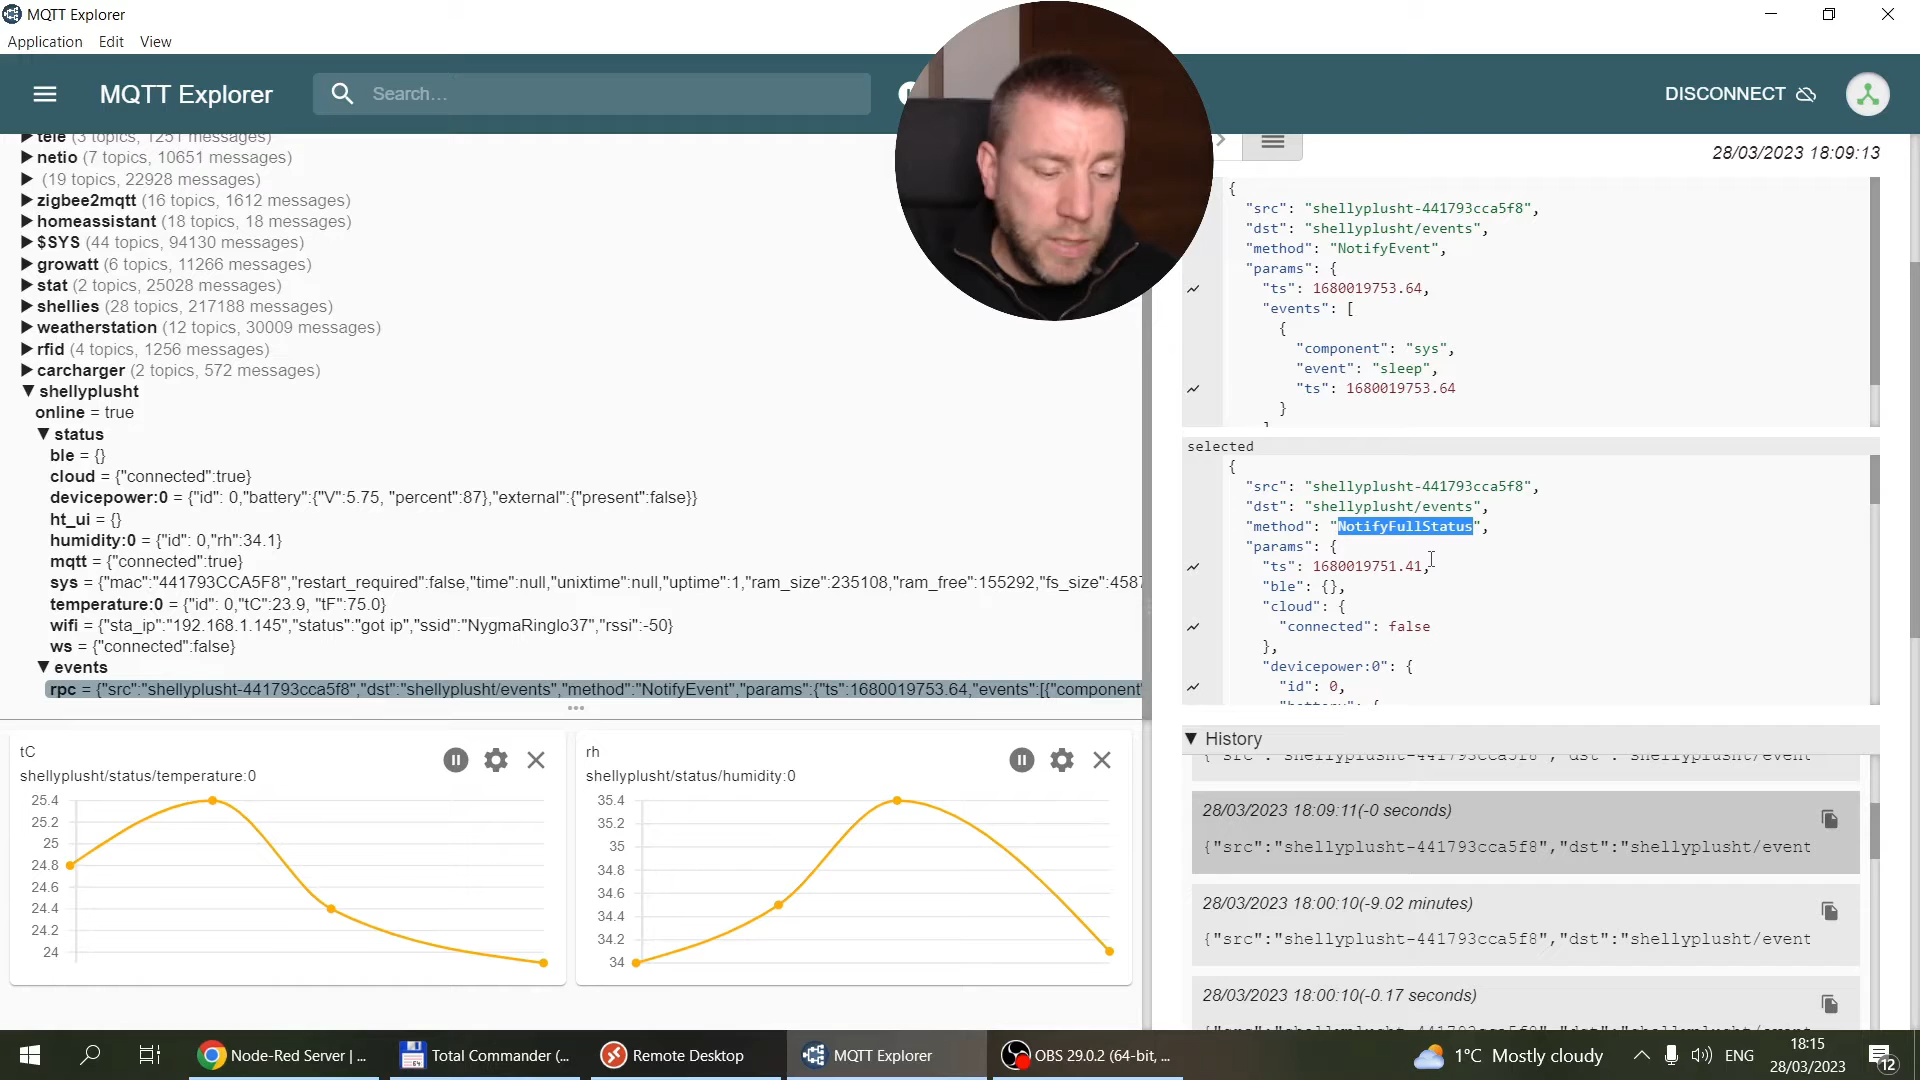 MQTT Explorer
Application Edit View
MQTT Explorer
Search...
DISCONNECT
tele (3 topics, 1251 messages)
netio (7 topics, 10651 messages)
(19 topics, 22928 messages)
zigbee2mqtt (16 topics, 1612 messages)
homeassistant (18 topics, 18 messages)
$SYS (44 topics, 94130 messages)
growatt (6 topics, 11266 messages)
stat (2 topics, 25028 messages)
shellies (28 topics, 217188 messages)
weatherstation (12 topics, 30009 messages)
rfid (4 topics, 1256 messages)
carcharger (2 topics, 572 messages)
shellyplusht
online = true
status
ble = {}
cloud = {"connected":true}
devicepower:0 = {"id": 0,"battery":{"V":5.75, "percent":87},"external":{"present":false}}
ht_ui = {}
humidity:0 = {"id": 0,"rh":34.1}
mqtt = {"connected":true}
sys = {"mac":"441793CCA5F8","restart_required":false,"time":null,"unixtime":null,"uptime":1,"ram_size":235108,"ram_free":155292,"fs_size":4587
temperature:0 = {"id": 0,"tC":23.9, "tF":75.0}
wifi = {"sta_ip":"192.168.1.145","status":"got ip","ssid":"NygmaRinglo37","rssi":-50}
ws = {"connected":false}
events
rpc = {"src":"shellyplusht-441793cca5f8","dst":"shellyplusht/events","method":"NotifyEvent","params":{"ts":1680019753.64,"events":[{"component"
tC
shellyplusht/status/temperature:0
25.4
25.2
25
24.8
24.6
24.4
24.2
24
rh
shellyplusht/status/humidity:0
35.4
35.2
35
34.8
34.6
34.4
34.2
34
28/03/2023 18:09:13
{
"src": "shellyplusht-441793cca5f8",
"dst": "shellyplusht/events",
"method": "NotifyEvent",
"params": {
"ts": 1680019753.64,
"events": [
{
"component": "sys",
"event": "sleep",
"ts": 1680019753.64
}
selected
{
"src": "shellyplusht-441793cca5f8",
"dst": "shellyplusht/events",
"method": "NotifyFullStatus",
"params": {
"ts": 1680019751.41,
"ble": {},
"cloud": {
"connected": false
},
"devicepower:0": {
"id": 0,
"battery": {
History
{"src":"shellyplusht-441793cca5f8","dst":"shellyplusht/event
28/03/2023 18:09:11(-0 seconds)
{"src":"shellyplusht-441793cca5f8","dst":"shellyplusht/event
28/03/2023 18:00:10(-9.02 minutes)
{"src":"shellyplusht-441793cca5f8","dst":"shellyplusht/event
28/03/2023 18:00:10(-0.17 seconds)
Node-Red Server | ...
Total Commander (...
Remote Desktop
MQTT Explorer
OBS 29.0.2 (64-bit, ...
1°C Mostly cloudy
ENG
18:15
28/03/2023
12